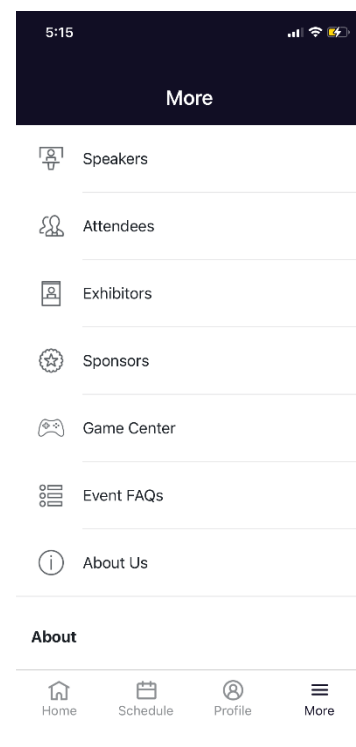 5:15
More
Speakers
Attendees
Exhibitors
Sponsors
Game Center
Event FAQs
About Us
About
Home Schedule Profile More